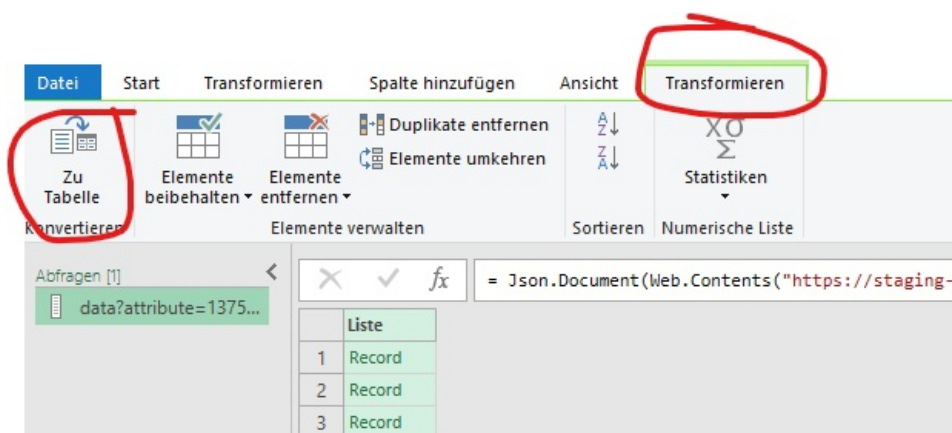 Datei Start Transformieren Spalte hinzufügen Ansicht Transformieren
Zu
Tabelle
Konvertieren
Elemente
beibehalten
Elemente
entfernen
Duplikate entfernen
Elemente umkehren
Elemente verwalten
A
Z
Z
A
Sortieren
XO
Σ
Statistiken
Numerische Liste
Abfragen [1]
data?attribute=1375...
fx
= Json.Document(Web.Contents("https://staging-
Liste
1 Record
2 Record
3 Record